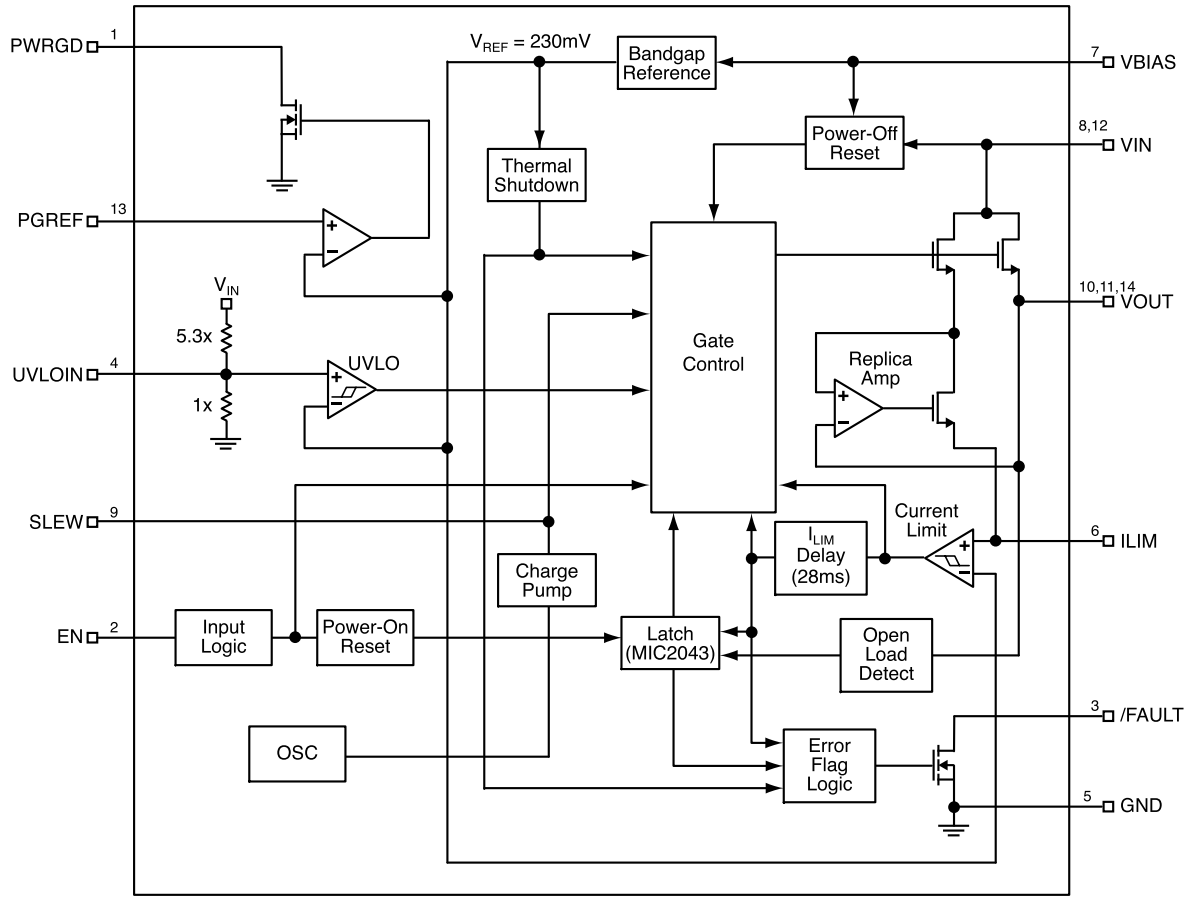 1
PWRGD
VREF = 230mV
Bandgap
Reference
7
VBIAS
8,12
VIN
Power-Off
Reset
Thermal
Shutdown
13
PGREF
+
−
VIN
5.3x
10,11,14
VOUT
Gate
Control
4
UVLOIN
UVLO
+
−
1x
Replica
Amp
+
−
9
SLEW
Current
Limit
+
−
6
ILIM
ILIM
Delay
(28ms)
Charge
Pump
2
EN
Input
Logic
Power-On
Reset
Latch
(MIC2043)
Open
Load
Detect
3
/FAULT
OSC
Error
Flag
Logic
5
GND